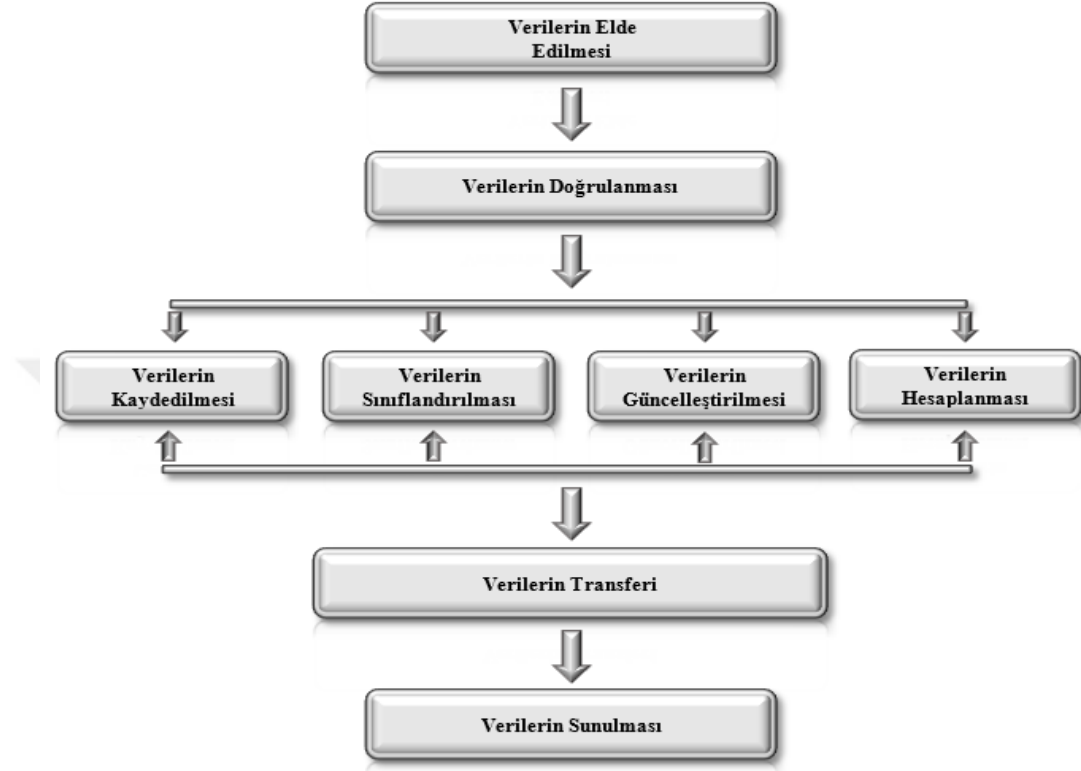 Verilerin Elde
Edilmesi
Verilerin Doğrulanması
Verilerin
Kaydedilmesi
Verilerin
Sınıflandırılması
Verilerin
Güncelleştirilmesi
Verilerin
Hesaplanması
Verilerin Transferi
Verilerin Sunulması